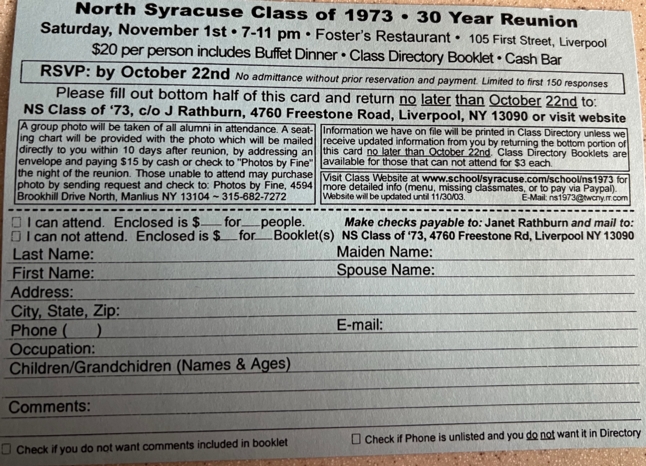 North Syracuse Class of 1973 • 30 Year Reunion
Saturday, November 1st • 7-11 pm • Foster's Restaurant • 105 First Street, Liverpool
$20 per person includes Buffet Dinner • Class Directory Booklet • Cash Bar
RSVP: by October 22nd No admittance without prior reservation and payment. Limited to first 150 responses
Please fill out bottom half of this card and return no later than October 22nd to:
NS Class of '73, c/o J Rathburn, 4760 Freestone Road, Liverpool, NY 13090 or visit website
A group photo will be taken of all alumni in attendance. A seat-
ing chart will be provided with the photo which will be mailed
directly to you within 10 days after reunion, by addressing an
envelope and paying $15 by cash or check to "Photos by Fine"
the night of the reunion. Those unable to attend may purchase
photo by sending request and check to: Photos by Fine, 4594
Brookhill Drive North, Manlius NY 13104 ~ 315-682-7272
Information we have on file will be printed in Class Directory unless we
receive updated information from you by returning the bottom portion of
this card no later than October 22nd. Class Directory Booklets are
available for those that can not attend for $3 each.
Visit Class Website at www.school/syracuse.com/school/ns1973 for
more detailed info (menu, missing classmates, or to pay via Paypal).
Website will be updated until 11/30/03. E-Mail: ns1973@twcny.rr.com
☐ I can attend. Enclosed is $___ for ___ people. Make checks payable to: Janet Rathburn and mail to:
☐ I can not attend. Enclosed is $___ for ___ Booklet(s) NS Class of '73, 4760 Freestone Rd, Liverpool NY 13090
Last Name: Maiden Name:
First Name: Spouse Name:
Address:
City, State, Zip:
Phone ( ) E-mail:
Occupation:
Children/Grandchidren (Names & Ages)
Comments:
☐ Check if you do not want comments included in booklet ☐ Check if Phone is unlisted and you do not want it in Directory